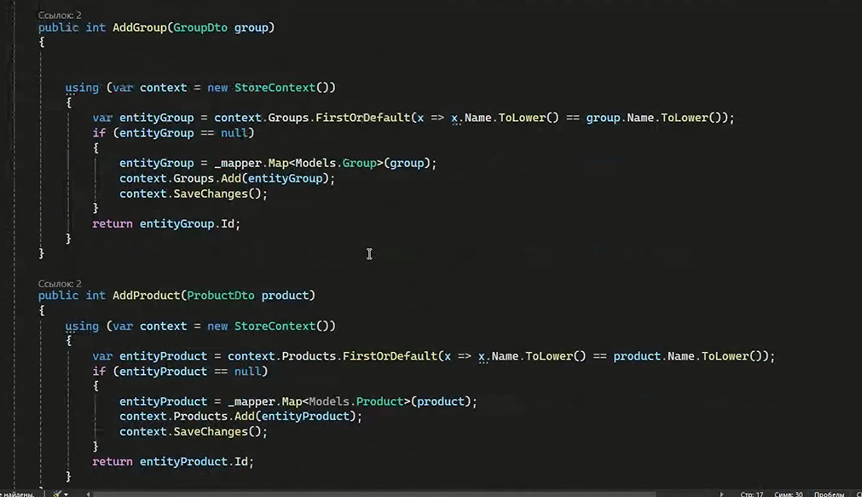 Ссылок: 2
public int AddGroup(GroupDto group)
{
using (var context = new StoreContext())
{
var entityGroup = context.Groups.FirstOrDefault(x => x.Name.ToLower() == group.Name.ToLower());
if (entityGroup == null)
{
entityGroup = _mapper.Map<Models.Group>(group);
context.Groups.Add(entityGroup);
context.SaveChanges();
}
return entityGroup.Id;
}
}
Ссылок: 2
public int AddProduct(ProbuctDto product)
{
using (var context = new StoreContext())
{
var entityProduct = context.Products.FirstOrDefault(x => x.Name.ToLower() == product.Name.ToLower());
if (entityProduct == null)
{
entityProduct = _mapper.Map<Models.Product>(product);
context.Products.Add(entityProduct);
context.SaveChanges();
}
return entityProduct.Id;
}
найдены. Стр: 17 Симв: 30 Пробелы